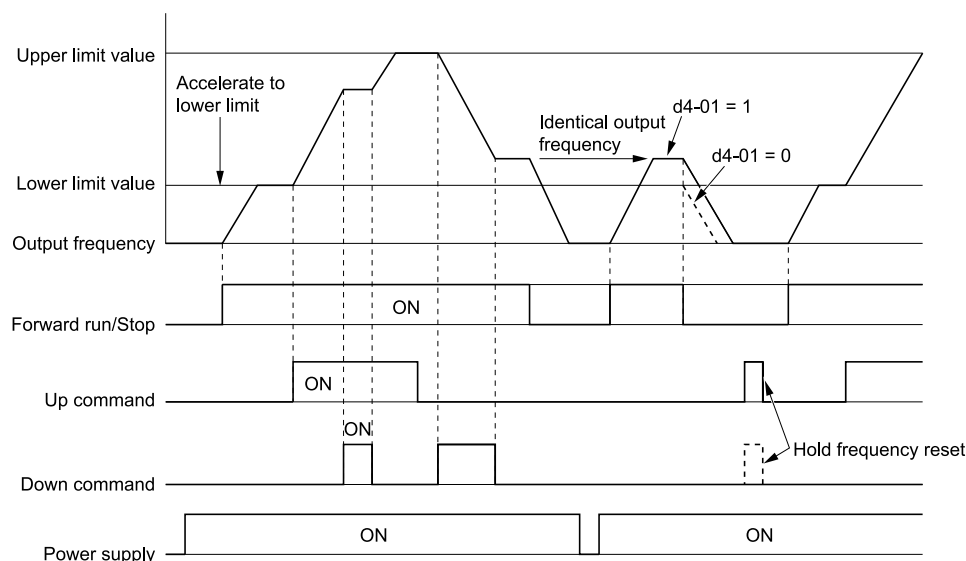 Upper limit value
Accelerate to
lower limit
d4-01 = 1
Identical output
frequency
d4-01 = 0
Lower limit value
Output frequency
ON
Forward run/Stop
ON
Up command
ON
Hold frequency reset
Down command
ON
ON
Power supply